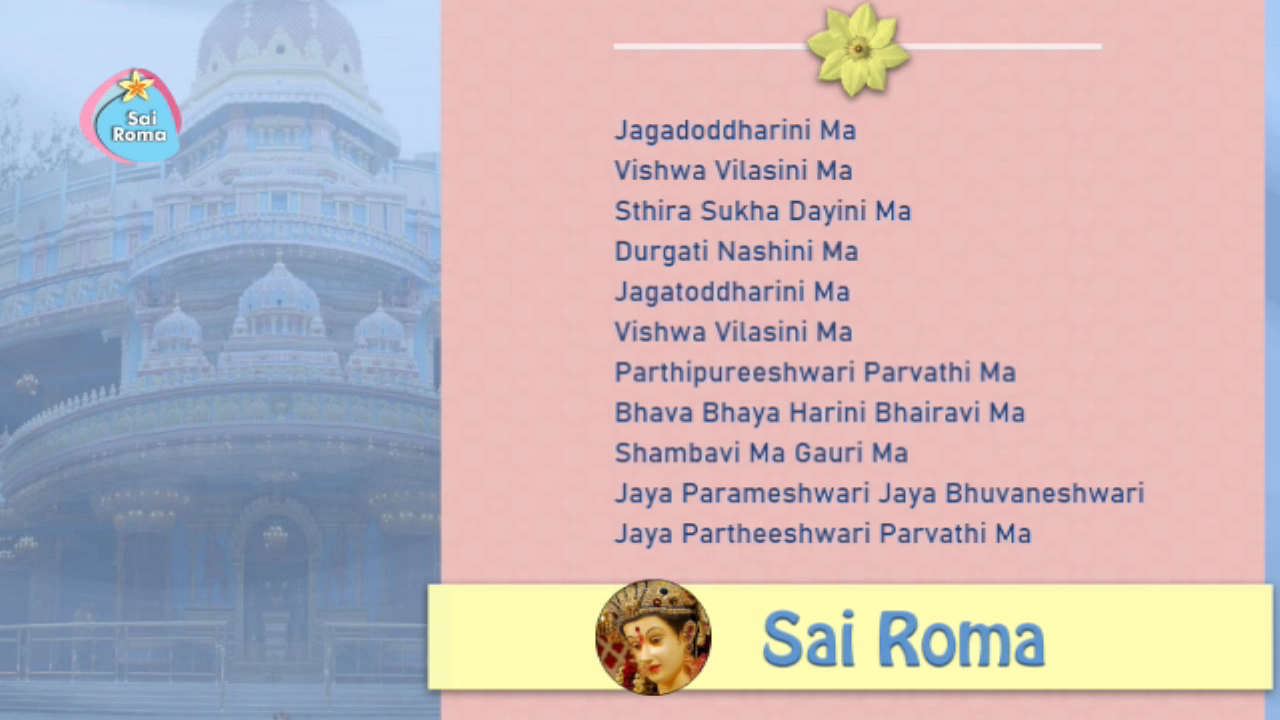 Sai
Roma
Jagadoddharini Ma
Vishwa Vilasini Ma
Sthira Sukha Dayini Ma
Durgati Nashini Ma
Jagatoddharini Ma
Vishwa Vilasini Ma
Parthipureeshwari Parvathi Ma
Bhava Bhaya Harini Bhairavi Ma
Shambavi Ma Gauri Ma
Jaya Parameshwari Jaya Bhuvaneshwari
Jaya Partheeshwari Parvathi Ma
Sai Roma